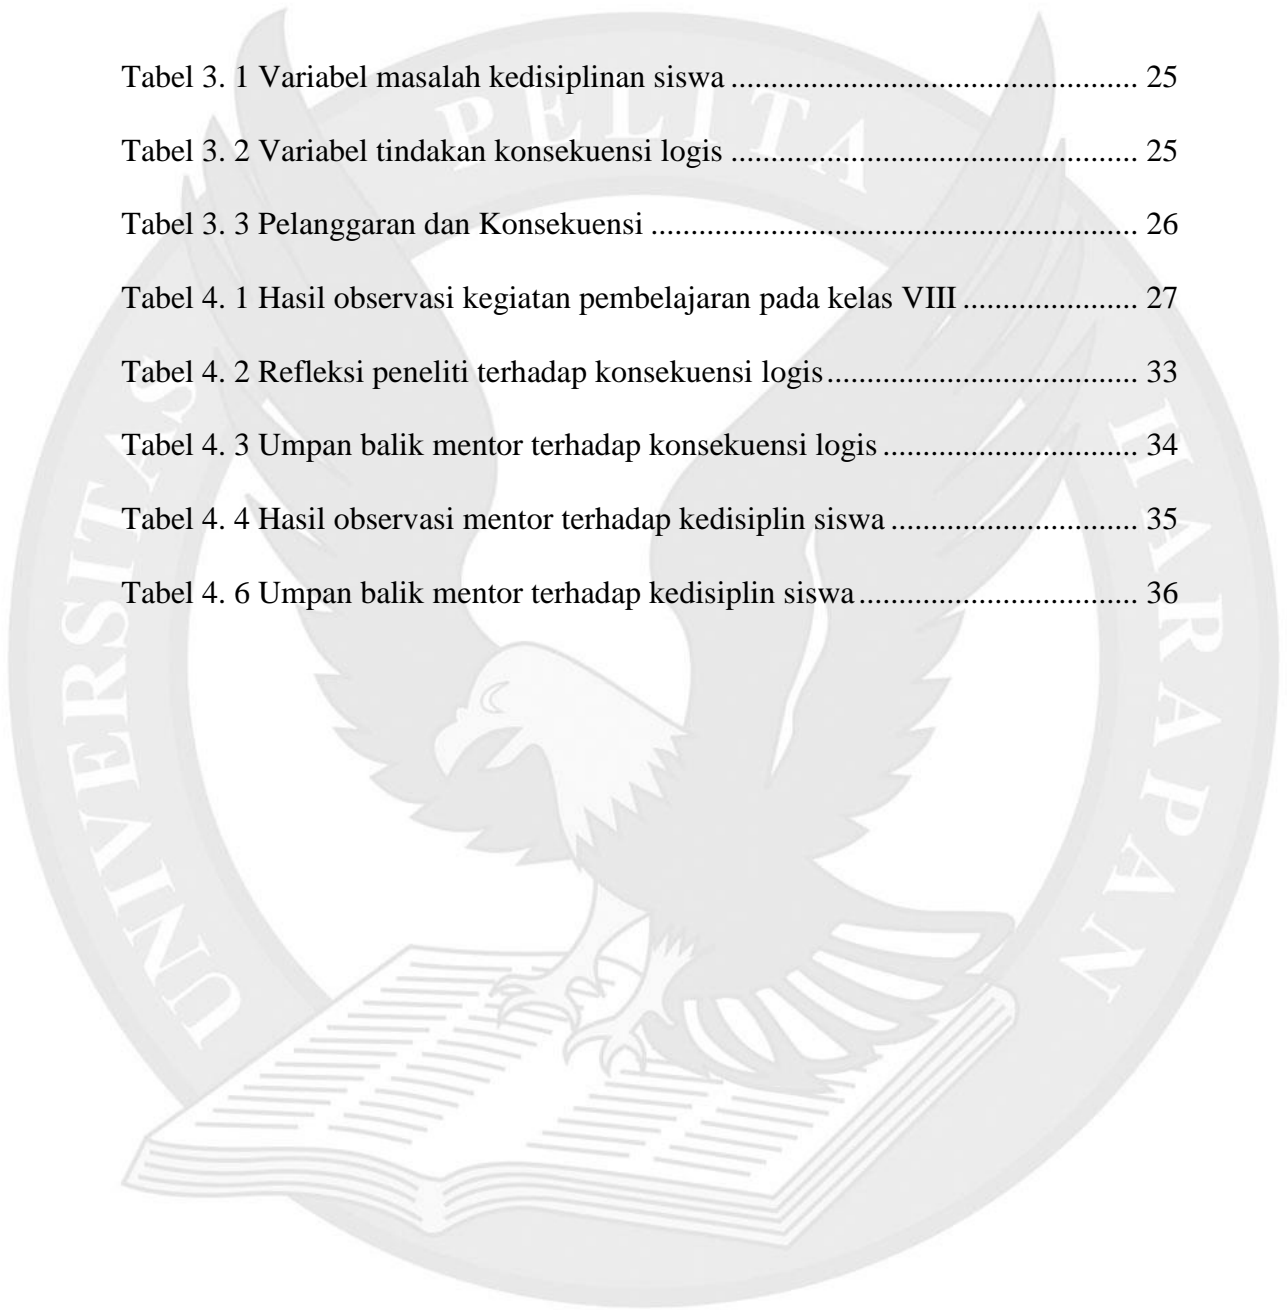 Tabel 3. 1 Variabel masalah kedisiplinan siswa ................................................... 25
Tabel 3. 2 Variabel tindakan konsekuensi logis ................................................... 25
Tabel 3. 3 Pelanggaran dan Konsekuensi ............................................................. 26
Tabel 4. 1 Hasil observasi kegiatan pembelajaran pada kelas VIII ...................... 27
Tabel 4. 2 Refleksi peneliti terhadap konsekuensi logis ....................................... 33
Tabel 4. 3 Umpan balik mentor terhadap konsekuensi logis ................................ 34
Tabel 4. 4 Hasil observasi mentor terhadap kedisiplin siswa ............................... 35
Tabel 4. 6 Umpan balik mentor terhadap kedisiplin siswa ................................... 36
UNIVERSITAS PELITA HARAPAN